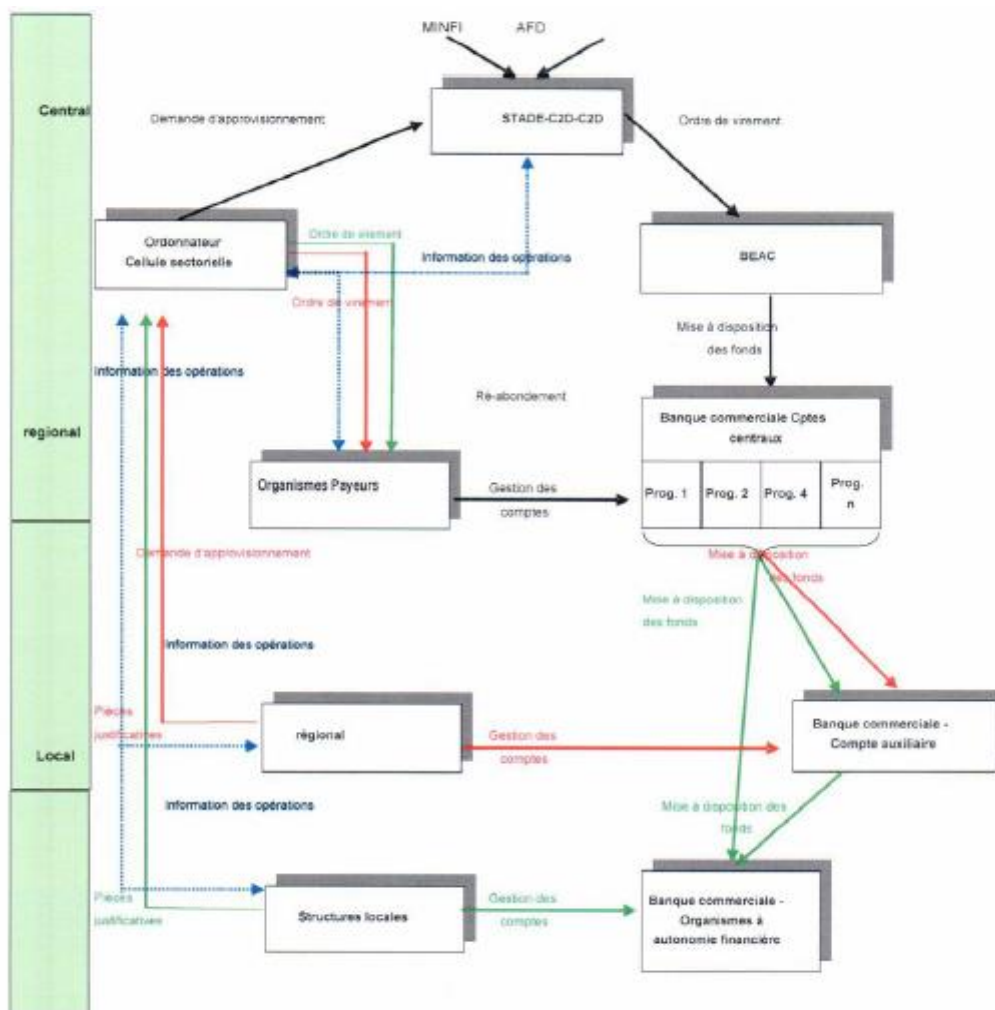 MINFI AFD
Central
Demande d'approvisionnement
STADE-C2D-C2D
Ordre de virement
Ordonnateur
Cellule sectorielle
Ordre de virement
Information des opérations
BEAC
Ordre de virement
Mise à disposition
des fonds
Information des opérations
Ré-abondement
Banque commerciale Cptes
centraux
régional
Organismes Payeurs
Gestion des
comptes
Prog. 1
Prog. 2
Prog. 4
Prog.
n
Demande d'approvisionnement
Mise à disposition
des fonds
Mise à disposition
des fonds
Information des opérations
Pièces
justificatives
régional
Gestion des
comptes
Banque commerciale -
Compte auxiliaire
Local
Information des opérations
Mise à disposition des
fonds
Pièces
justificatives
Structures locales
Gestion des
comptes
Banque commerciale -
Organismes à
autonomie financière